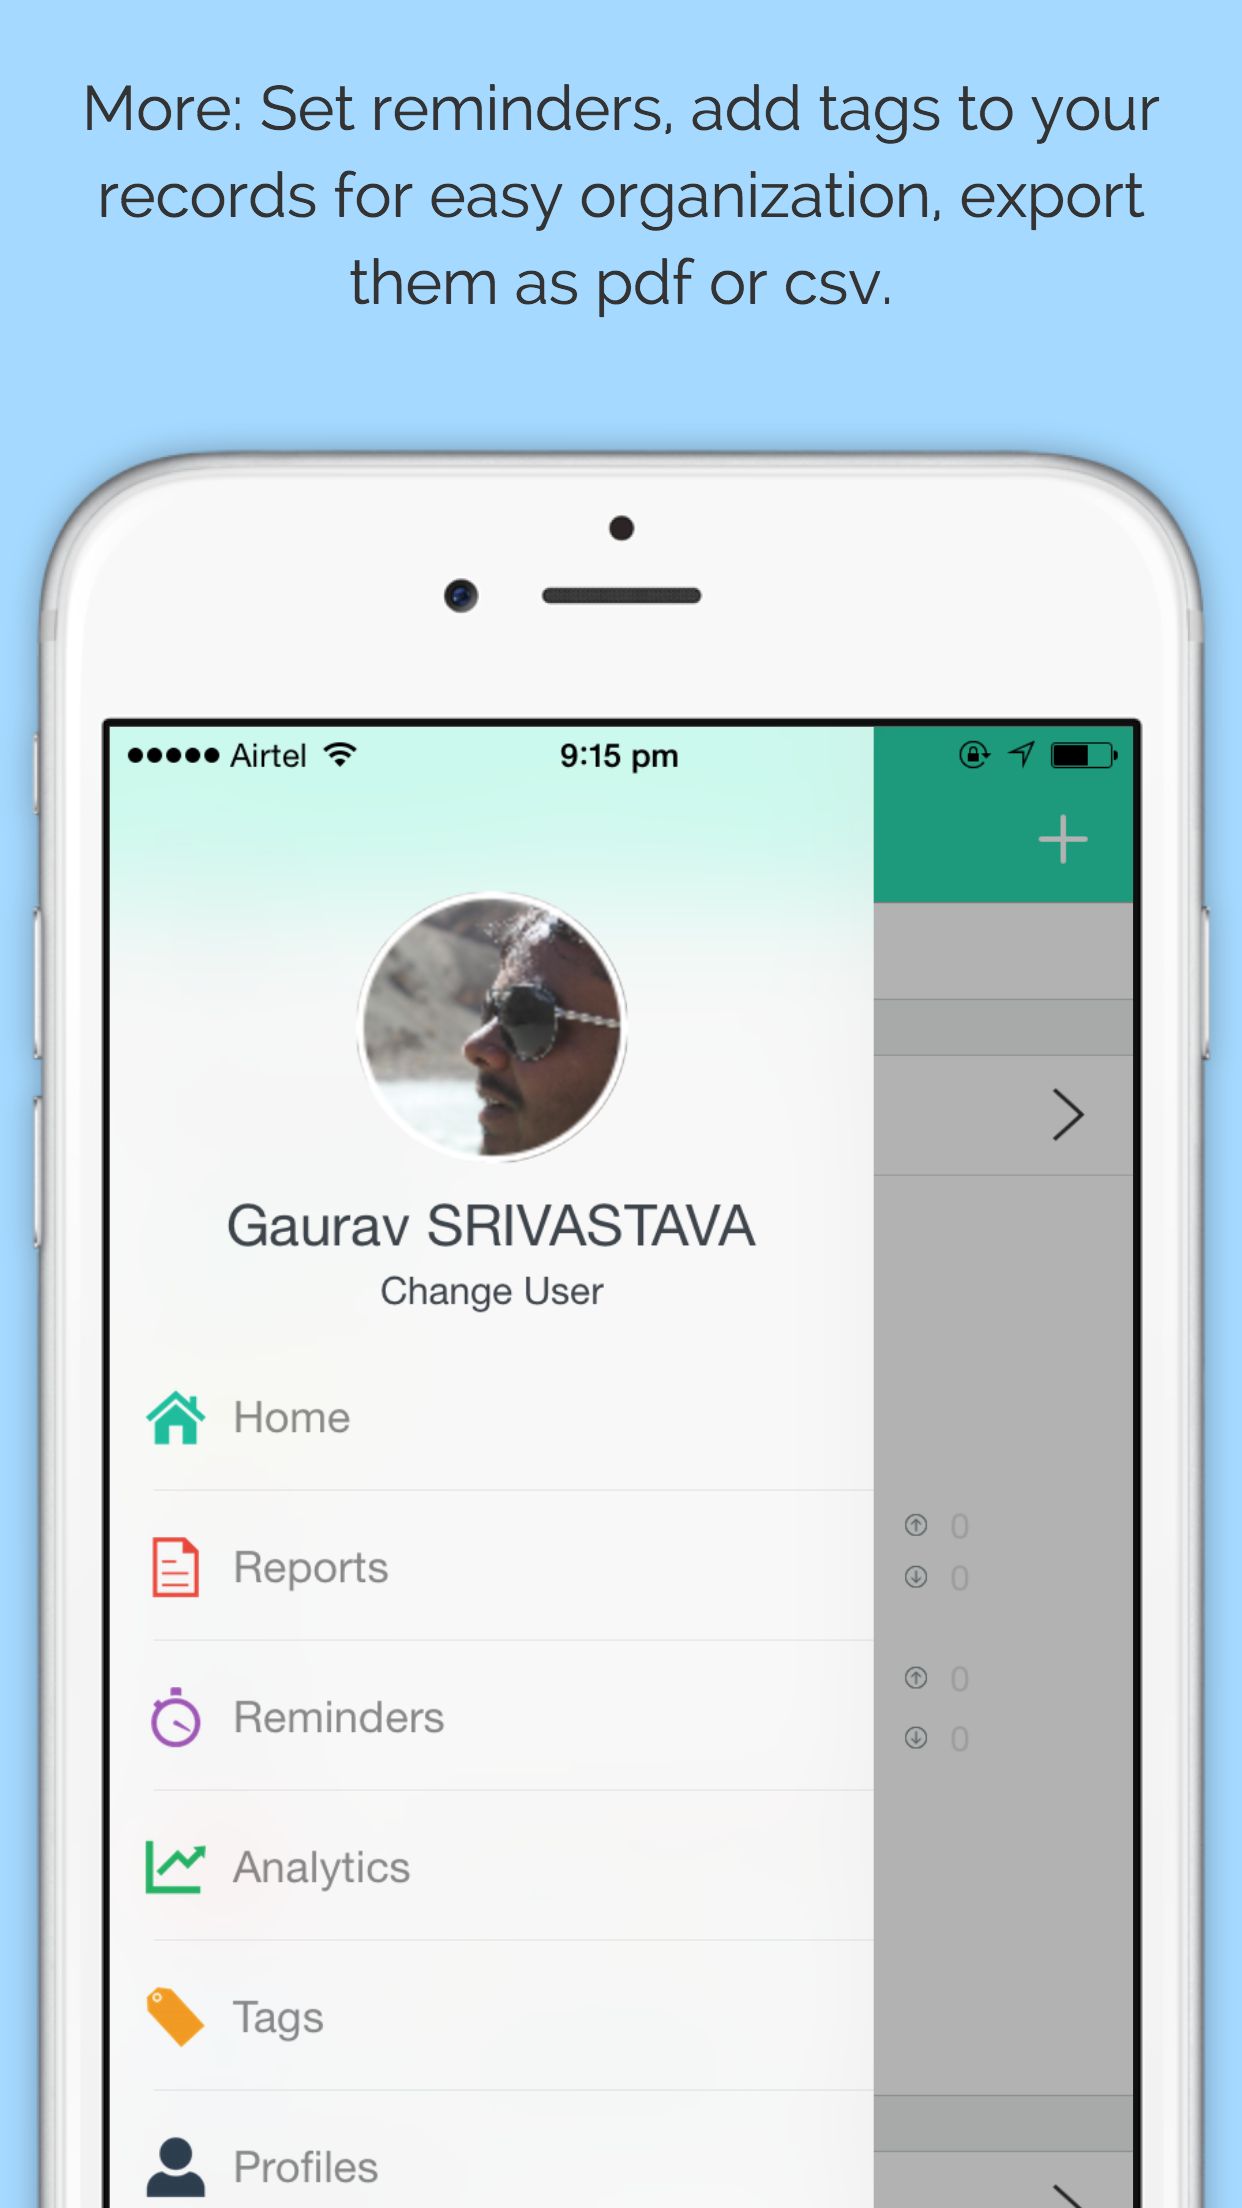 More: Set reminders, add tags to your
records for easy organization, export
them as pdf or csv.
Airtel 9:15 pm
Gaurav SRIVASTAVA
Change User
Home
Reports
0
0
Reminders
0
0
Analytics
Tags
Profiles